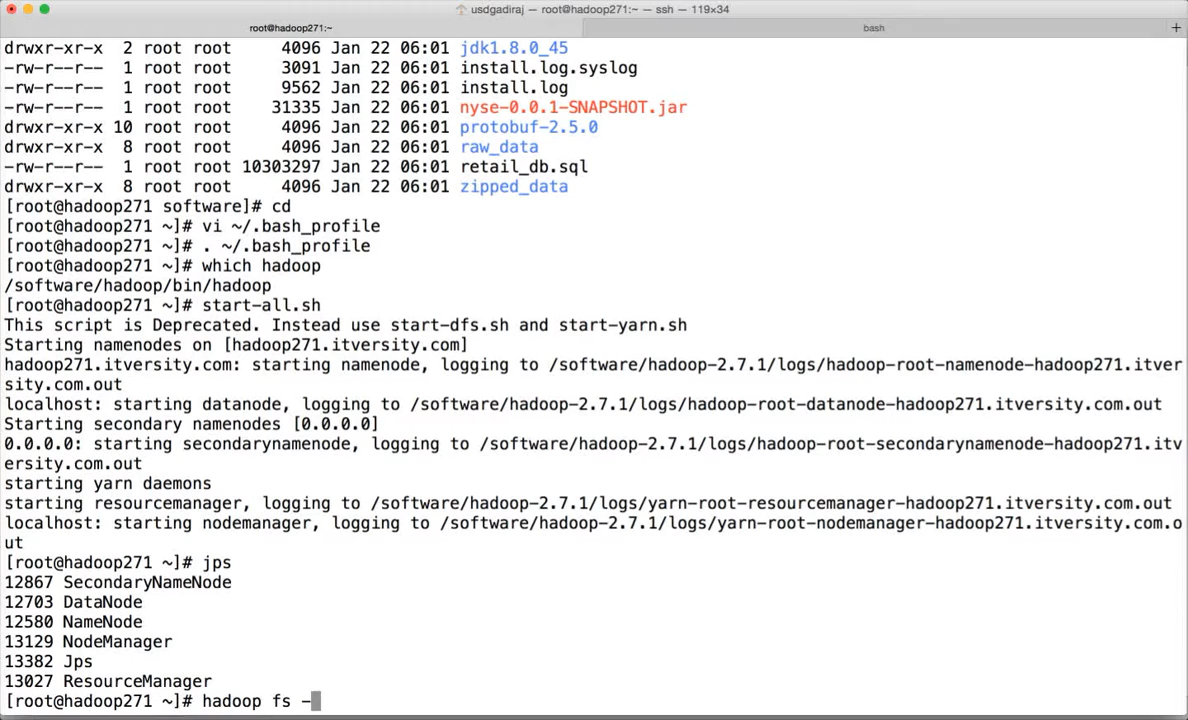 usdgadiraj — root@hadoop271:~ — ssh — 119×34
root@hadoop271:~
bash
+
drwxr-xr-x 2 root root 4096 Jan 22 06:01 jdk1.8.0_45
-rw-r--r-- 1 root root 3091 Jan 22 06:01 install.log.syslog
-rw-r--r-- 1 root root 9562 Jan 22 06:01 install.log
-rw-r--r-- 1 root root 31335 Jan 22 06:01 nyse-0.0.1-SNAPSHOT.jar
drwxr-xr-x 10 root root 4096 Jan 22 06:01 protobuf-2.5.0
drwxr-xr-x 8 root root 4096 Jan 22 06:01 raw_data
-rw-r--r-- 1 root root 10303297 Jan 22 06:01 retail_db.sql
drwxr-xr-x 8 root root 4096 Jan 22 06:01 zipped_data
[root@hadoop271 software]# cd
[root@hadoop271 ~]# vi ~/.bash_profile
[root@hadoop271 ~]# . ~/.bash_profile
[root@hadoop271 ~]# which hadoop
/software/hadoop/bin/hadoop
[root@hadoop271 ~]# start-all.sh
This script is Deprecated. Instead use start-dfs.sh and start-yarn.sh
Starting namenodes on [hadoop271.itversity.com]
hadoop271.itversity.com: starting namenode, logging to /software/hadoop-2.7.1/logs/hadoop-root-namenode-hadoop271.itver
sity.com.out
localhost: starting datanode, logging to /software/hadoop-2.7.1/logs/hadoop-root-datanode-hadoop271.itversity.com.out
Starting secondary namenodes [0.0.0.0]
0.0.0.0: starting secondarynamenode, logging to /software/hadoop-2.7.1/logs/hadoop-root-secondarynamenode-hadoop271.itv
ersity.com.out
starting yarn daemons
starting resourcemanager, logging to /software/hadoop-2.7.1/logs/yarn-root-resourcemanager-hadoop271.itversity.com.out
localhost: starting nodemanager, logging to /software/hadoop-2.7.1/logs/yarn-root-nodemanager-hadoop271.itversity.com.o
ut
[root@hadoop271 ~]# jps
12867 SecondaryNameNode
12703 DataNode
12580 NameNode
13129 NodeManager
13382 Jps
13027 ResourceManager
[root@hadoop271 ~]# hadoop fs -